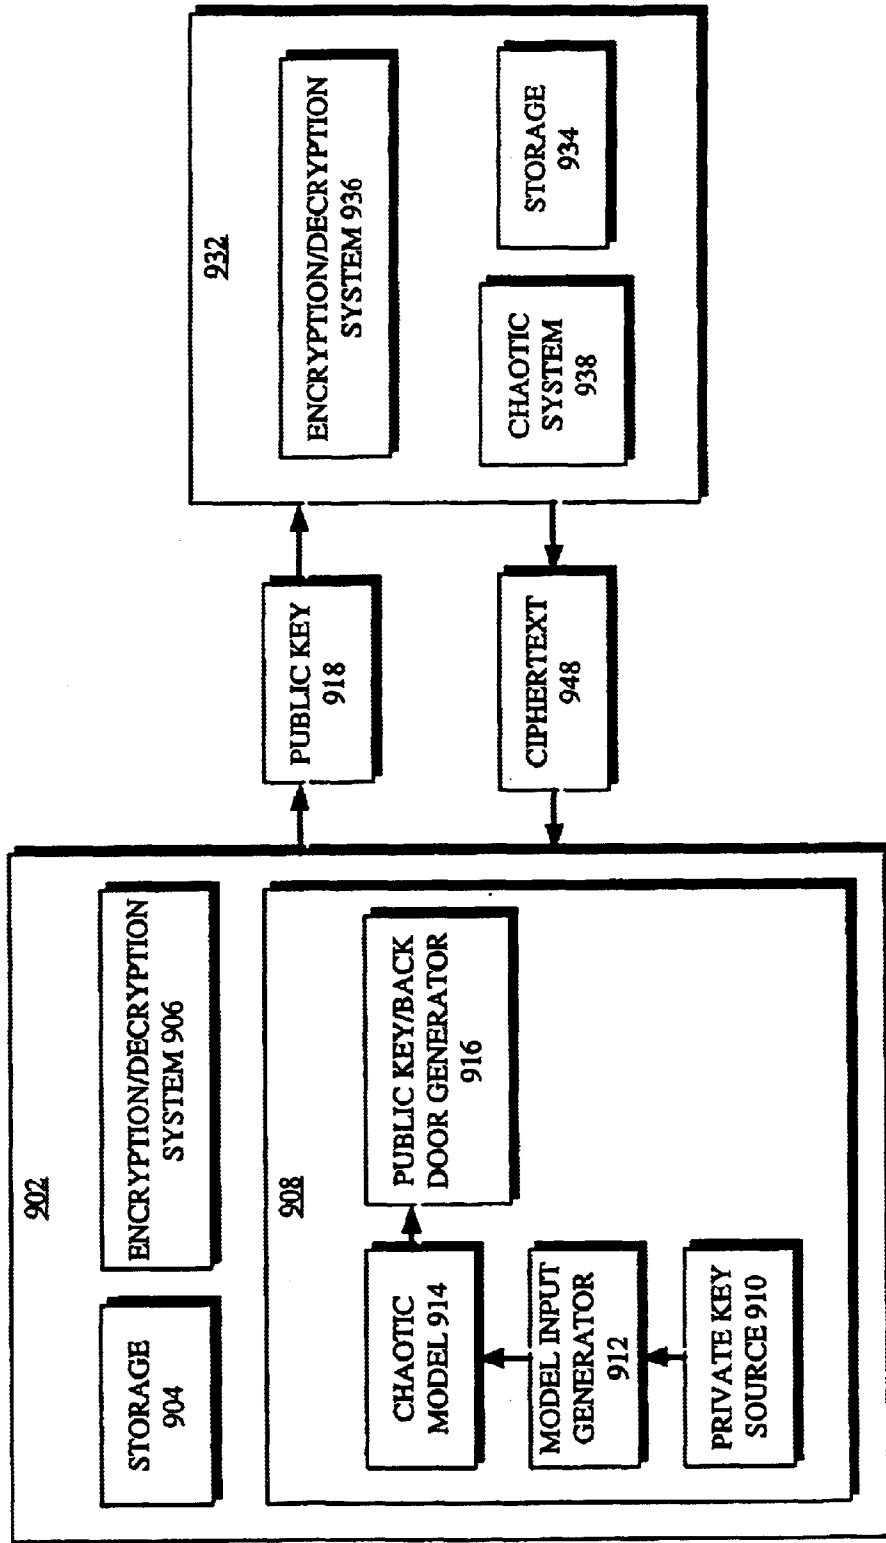 902
STORAGE
904
ENCRYPTION/DECRYPTION
SYSTEM 906
908
CHAOTIC
MODEL 914
PUBLIC KEY/BACK
DOOR GENERATOR
916
MODEL INPUT
GENERATOR
912
PRIVATE KEY
SOURCE 910
PUBLIC KEY
918
CIPHERTEXT
948
932
ENCRYPTION/DECRYPTION
SYSTEM 936
CHAOTIC
SYSTEM
938
STORAGE
934